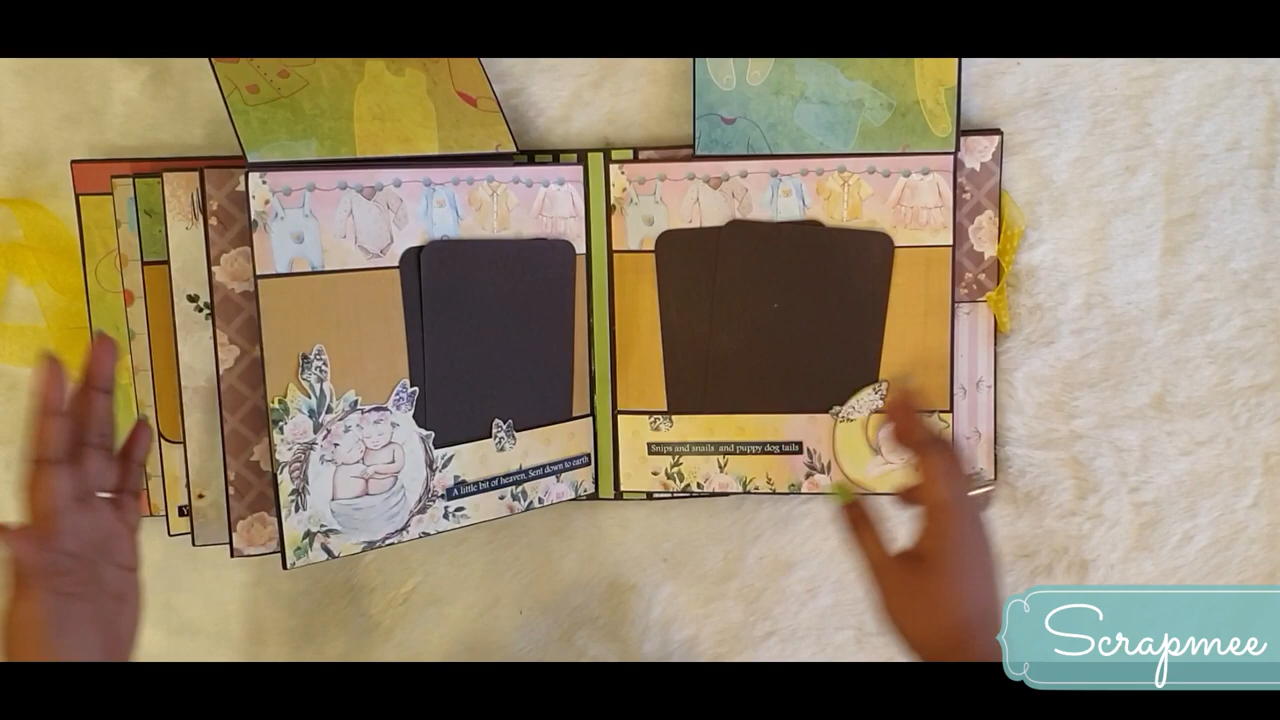 A little bit of heaven, Sent down to earth
Snips and snails and puppy dog tails
Scrapmee